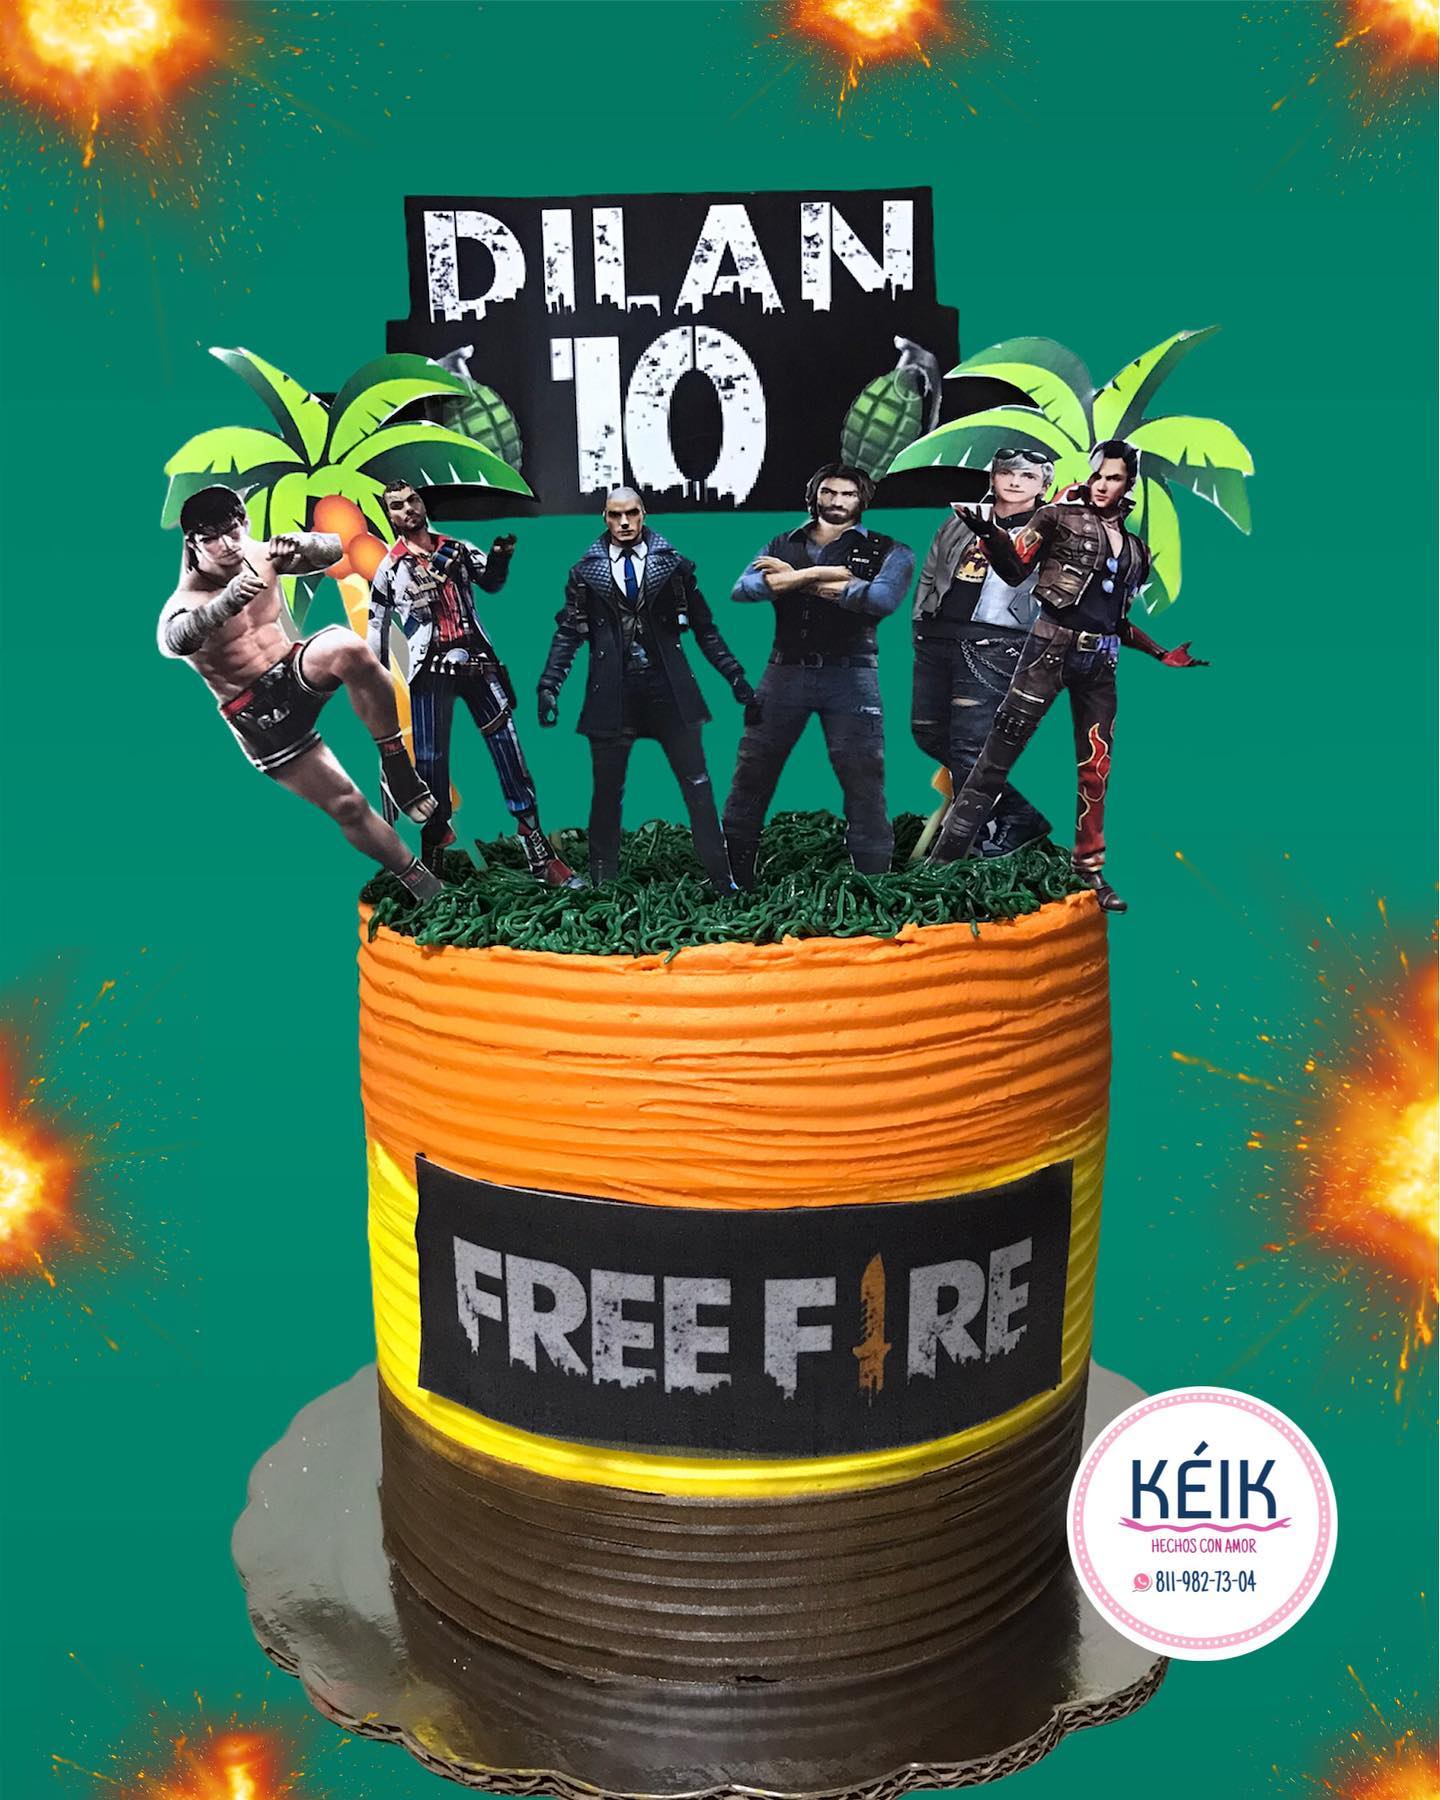 DILAN
10
FREE FIRE
KÉIK
HECHOS CON AMOR
811-982-73-04